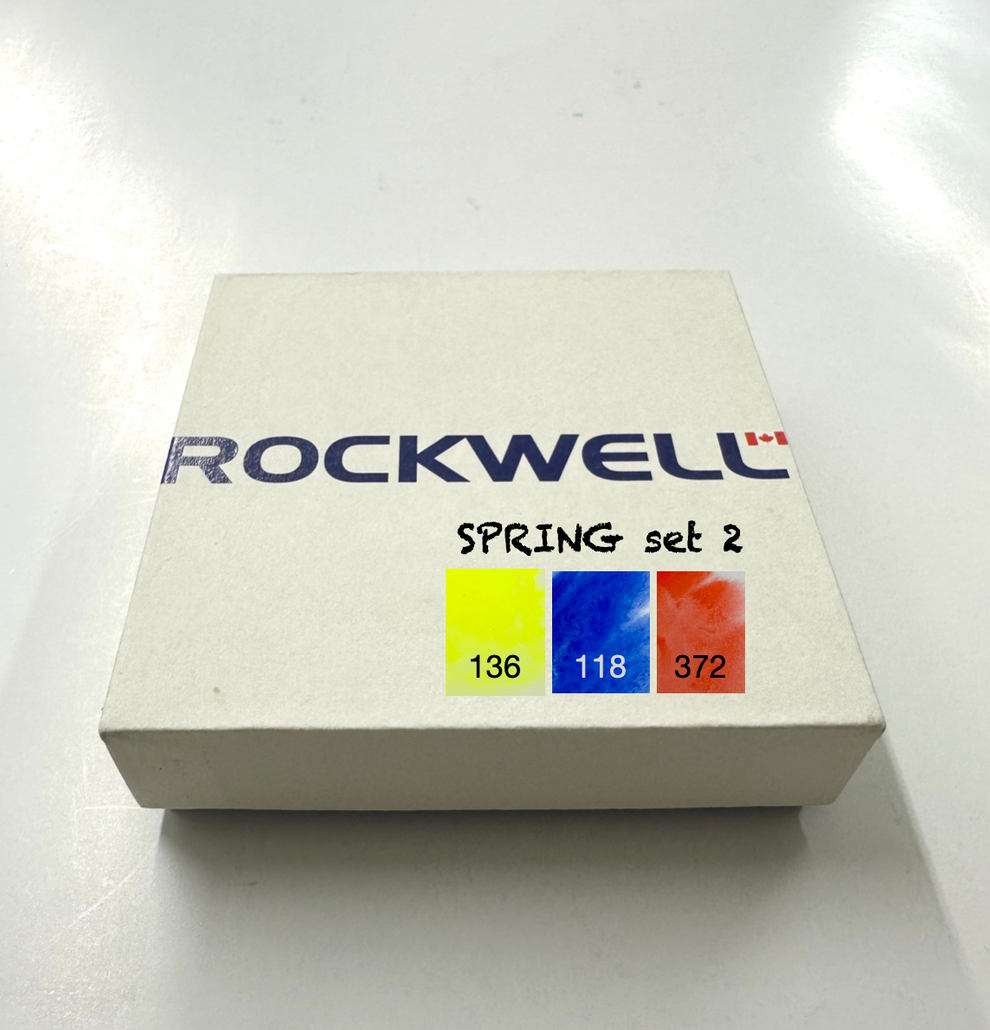 ROCKWELL
SPRING set 2
136 118 372